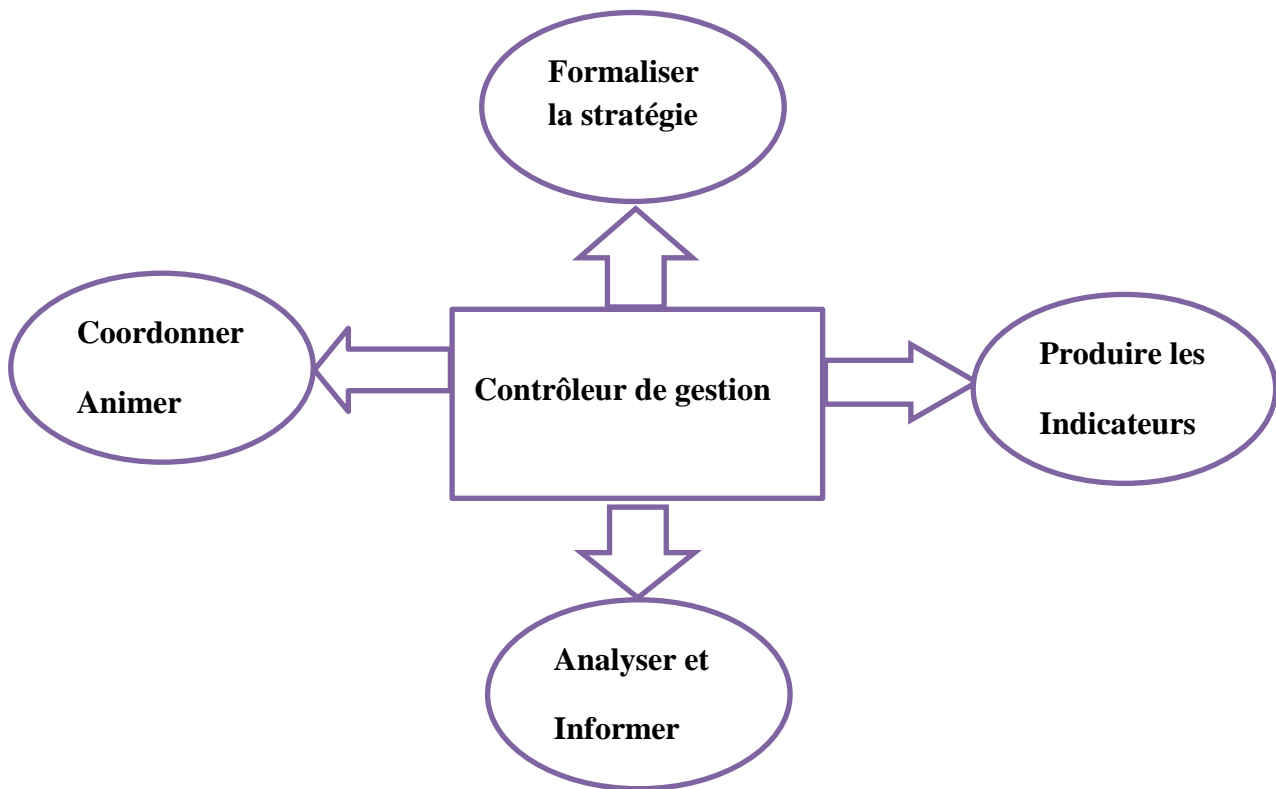 Formaliser
la stratégie
Coordonner
Animer
Contrôleur de gestion
Produire les
Indicateurs
Analyser et
Informer